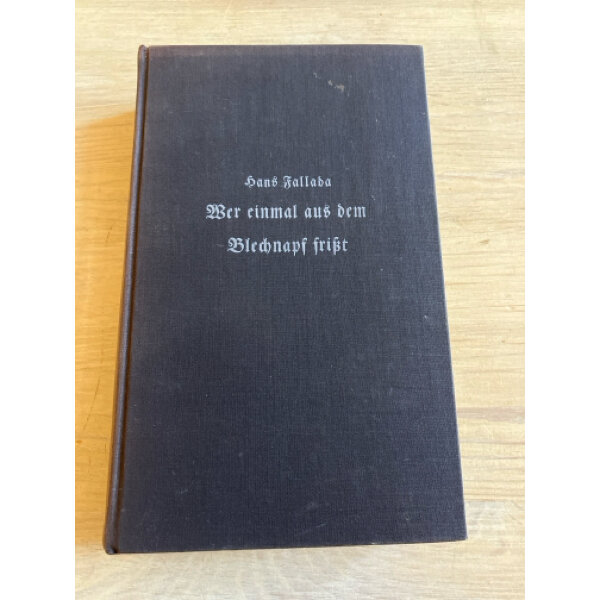 Hans Fallada
Wer einmal aus dem
Blechnapf frißt